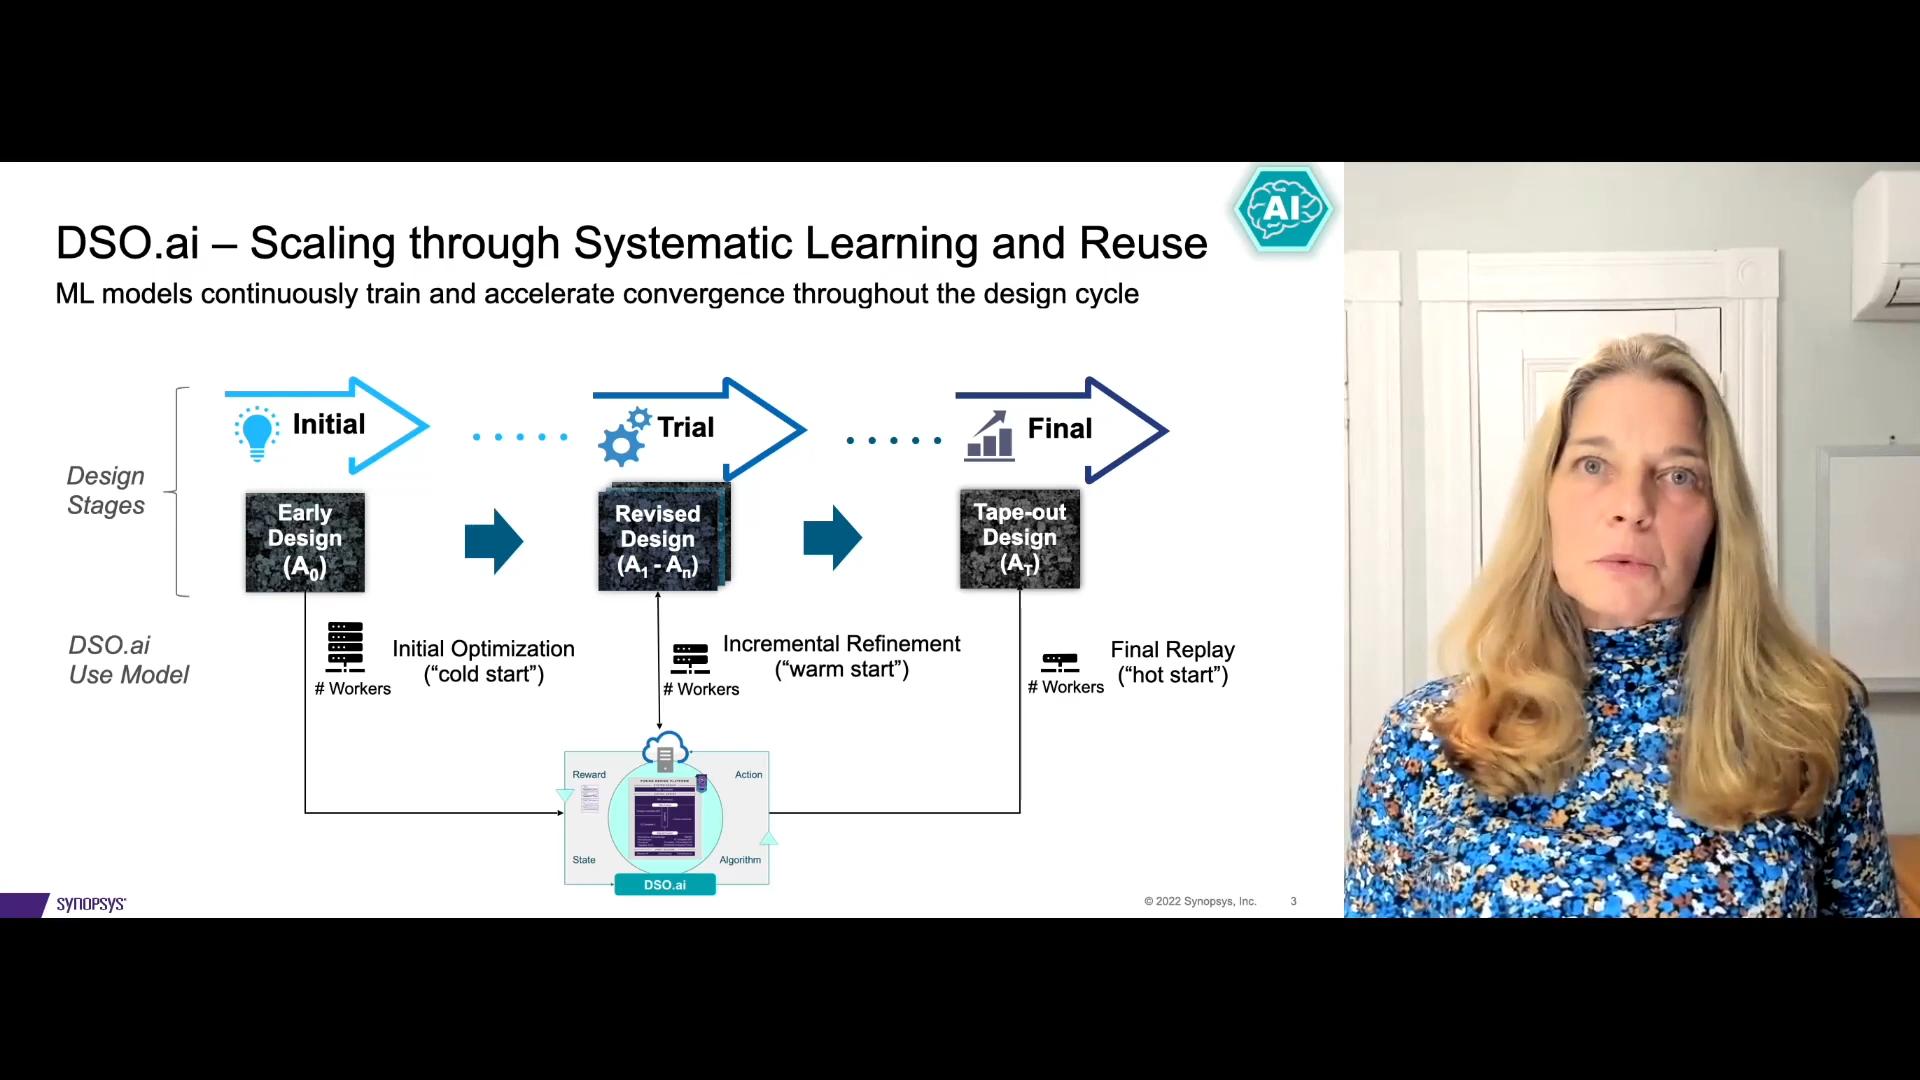 AI
DSO.ai – Scaling through Systematic Learning and Reuse
ML models continuously train and accelerate convergence throughout the design cycle
Initial
Trial
Final
Design
Stages
Early
Design
(A0)
Revised
Design
(A1 - An)
Tape-out
Design
(AT)
DSO.ai
Use Model
# Workers
Initial Optimization
(“cold start”)
# Workers
Incremental Refinement
(“warm start”)
# Workers
Final Replay
(“hot start”)
Reward
Action
State
Algorithm
DSO.ai
SYNOPSYS
© 2022 Synopsys, Inc.
3